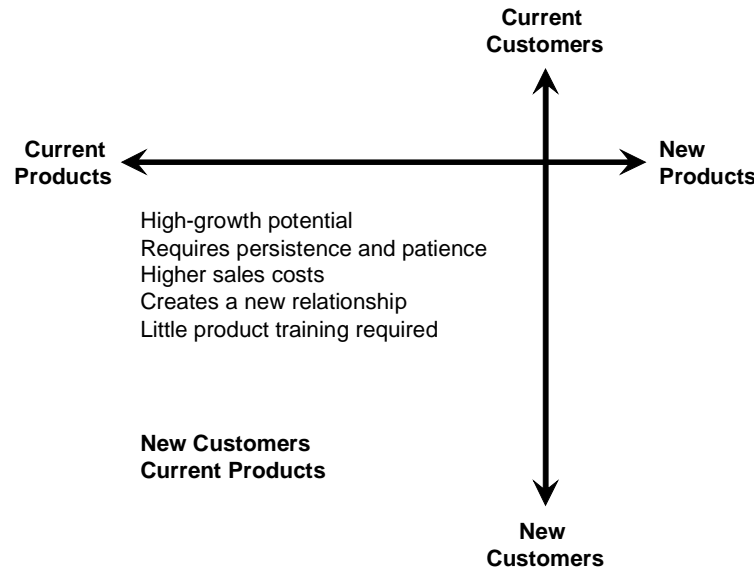 Current
Customers
Current
Products
New
Products
High-growth potential
Requires persistence and patience
Higher sales costs
Creates a new relationship
Little product training required
New Customers
Current Products
New
Customers